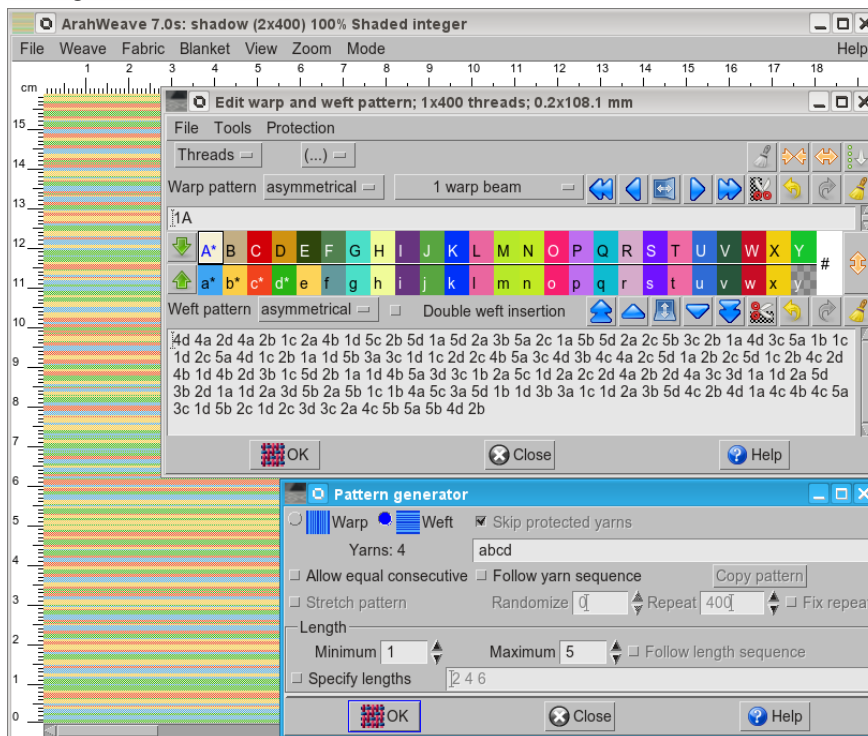 ArahWeave 7.0s: shadow (2x400) 100% Shaded integer
File Weave Fabric Blanket View Zoom Mode Help
1 2 3 4 5 6 7 8 9 10 11 12 13 14 15 16 17 18
cm
15
14
13
12
11
10
9
8
7
6
5
4
3
2
1
0
Edit warp and weft pattern; 1x400 threads; 0.2x108.1 mm
File Tools Protection
Threads (...)
Warp pattern asymmetrical 1 warp beam
1A
A* B C D E F G H I J K L M N O P Q R S T U V W X Y #
a* b* c* d* e f g h i j k l m n o p q r s t u v w x y
Weft pattern asymmetrical Double weft insertion
4d 4a 2d 4a 2b 1c 2a 4b 1d 5c 2b 5d 1a 5d 2a 3b 5a 2c 1a 5b 5d 2a 2c 5b 3c 2b 1a 4d 3c 5a 1b 1c
1d 2c 5a 4d 1c 2b 1a 1d 5b 3a 3c 1d 1c 2d 2c 4b 5a 3c 4d 3b 4c 4a 2c 5d 1a 2b 2c 5d 1c 2b 4c 2d
4b 1d 4b 2d 3b 1c 5d 2b 1a 1d 4b 5a 3d 3c 1b 2a 5c 1d 2a 2c 2d 4a 2b 2d 4a 3c 3d 1a 1d 2a 5d
3b 2d 1a 1d 2a 3d 5b 2a 5b 1c 1b 4a 5c 3a 5d 1b 1d 3b 3a 1c 1d 2a 3b 5d 4c 2b 4d 1a 4c 4b 4c 5a
3c 1d 5b 2c 1d 2c 3d 3c 2a 4c 5b 5a 5b 4d 2b
OK Close Help
Pattern generator
Warp Weft Skip protected yarns
Yarns: 4 abcd
Allow equal consecutive Follow yarn sequence Copy pattern
Stretch pattern Randomize 0 Repeat 400 Fix repeat
Length
Minimum 1 Maximum 5 Follow length sequence
Specify lengths 2 4 6
OK Close Help